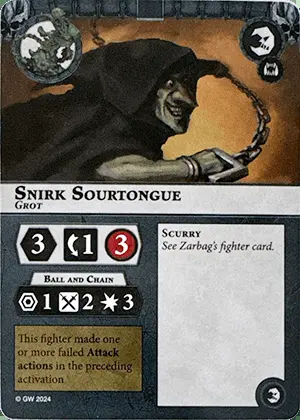 SNIRK SOURTONGUE
GROT
3 1 3
BALL AND CHAIN
1 2 3
This fighter made one
or more failed Attack
actions in the preceding
activation
SCURRY
See Zarbag's fighter card.
© GW 2024